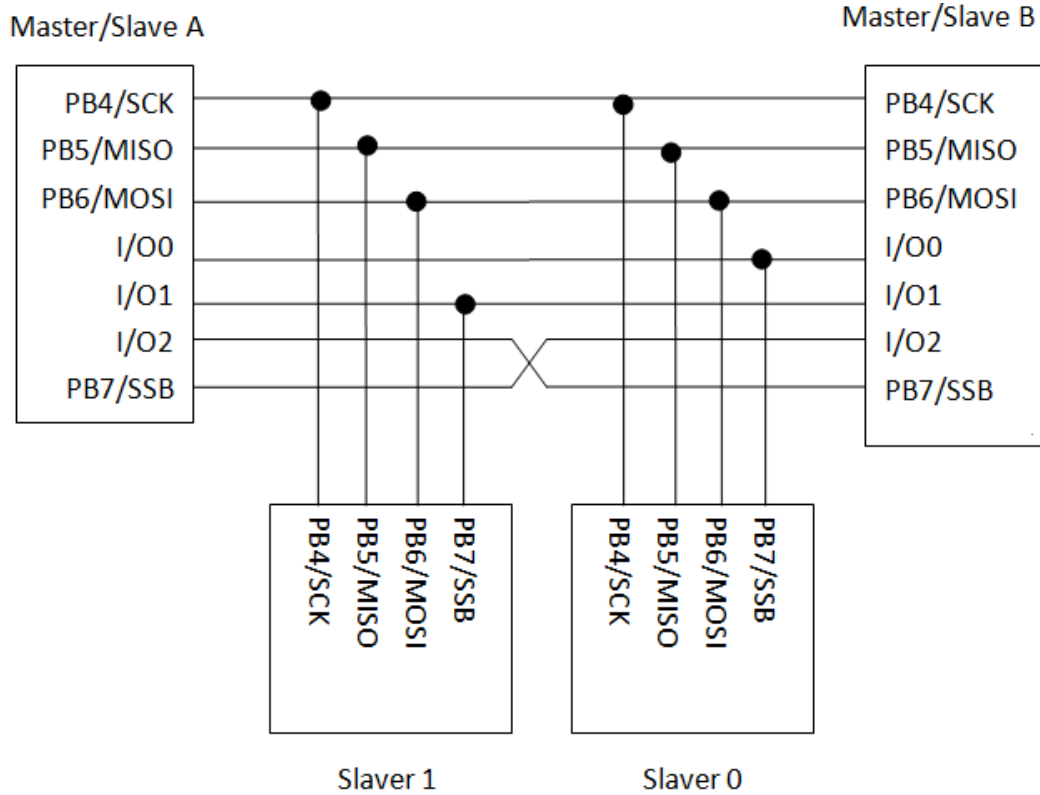 Master/Slave A
Master/Slave B
PB4/SCK
PB5/MISO
PB6/MOSI
I/O0
I/O1
I/O2
PB7/SSB
PB4/SCK
PB5/MISO
PB6/MOSI
I/O0
I/O1
I/O2
PB7/SSB
PB4/SCK
PB5/MISO
PB6/MOSI
PB7/SSB
PB4/SCK
PB5/MISO
PB6/MOSI
PB7/SSB
Slaver 1
Slaver 0